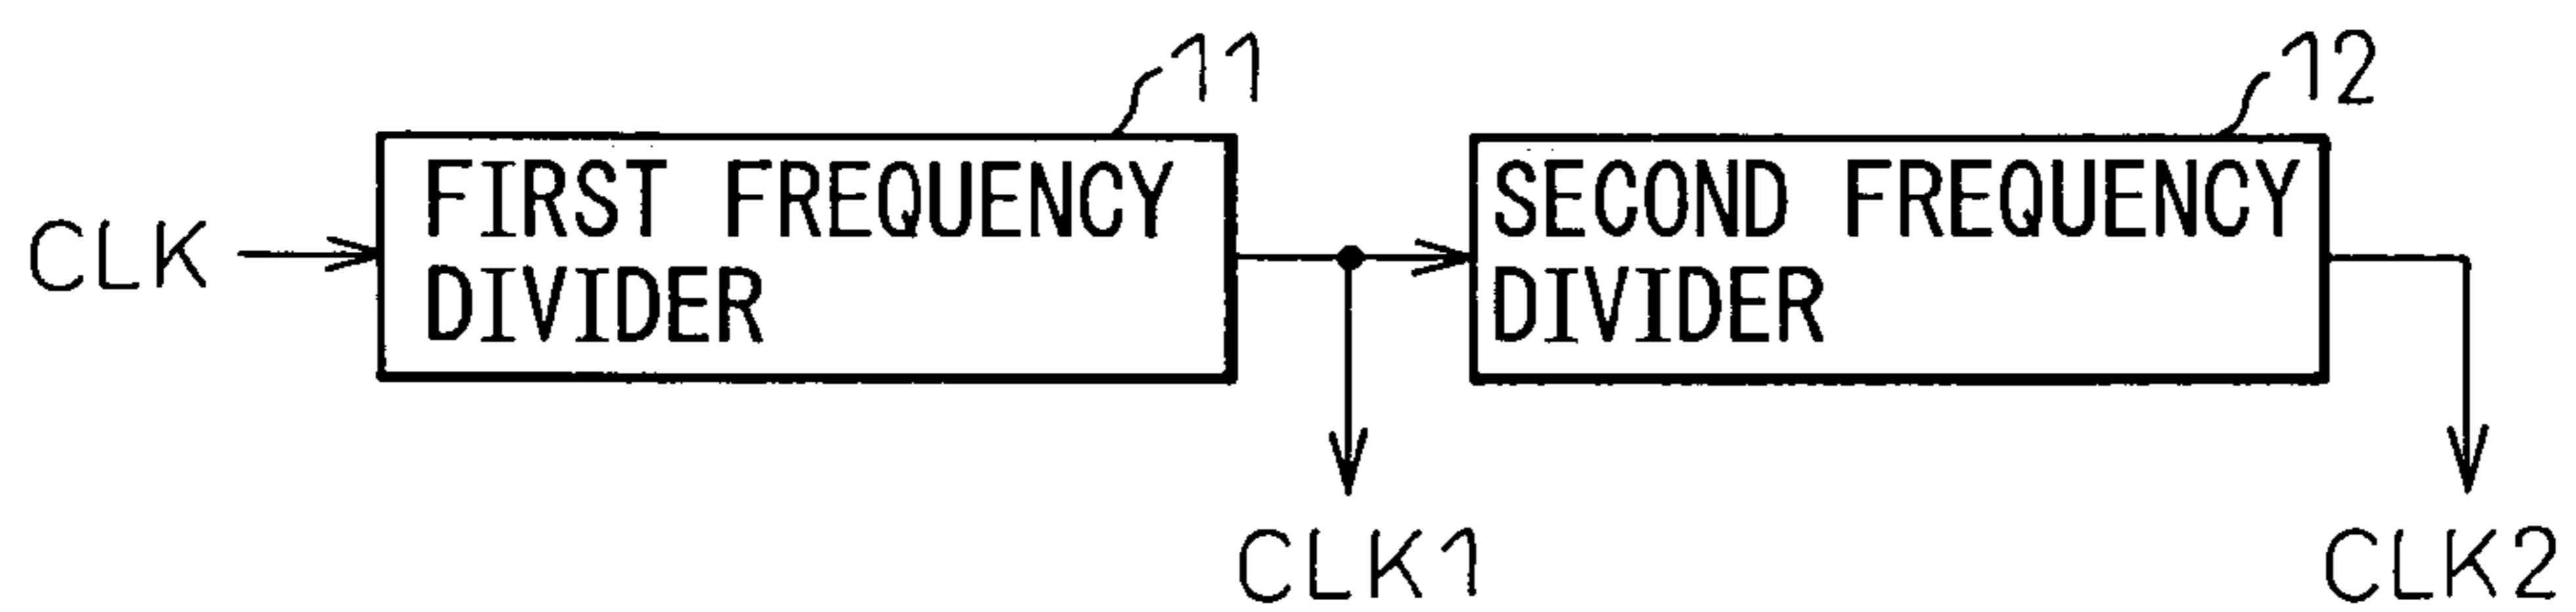 11
12
CLK
FIRST FREQUENCY
DIVIDER
SECOND FREQUENCY
DIVIDER
CLK1
CLK2